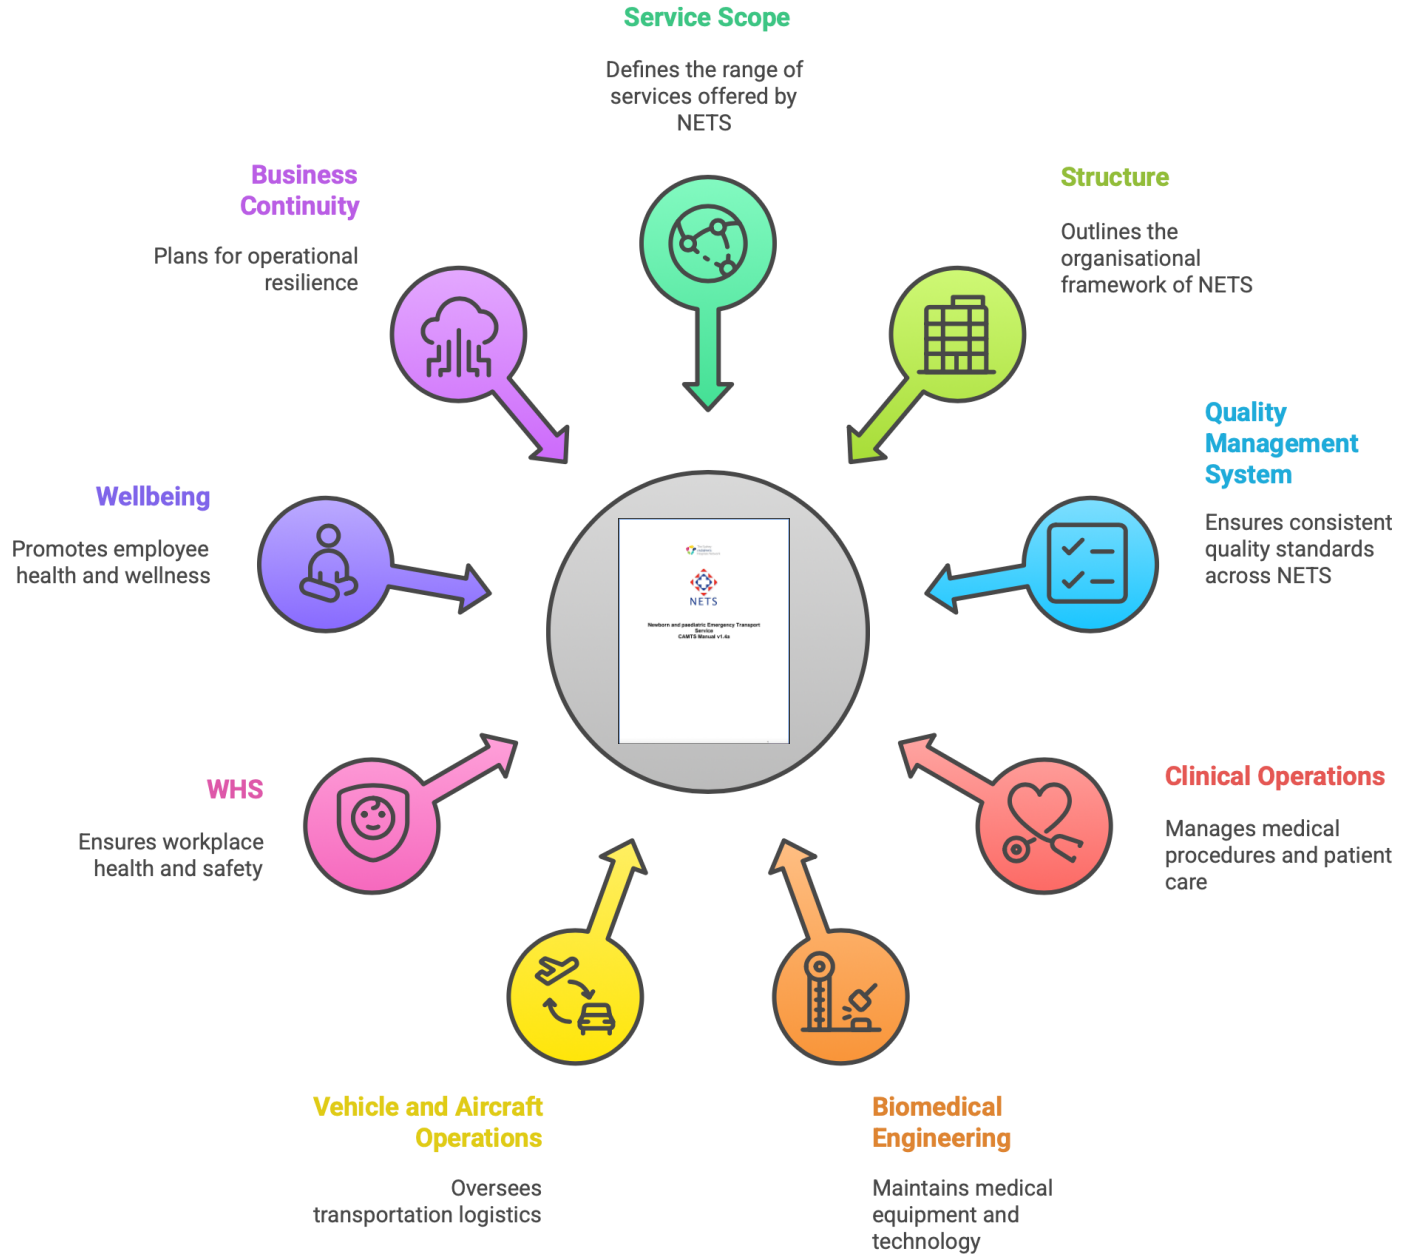 Service Scope
Defines the range of
services offered by
NETS
Structure
Outlines the
organisational
framework of NETS
Quality
Management
System
Ensures consistent
quality standards
across NETS
Clinical Operations
Manages medical
procedures and patient
care
Biomedical
Engineering
Maintains medical
equipment and
technology
Vehicle and Aircraft
Operations
Oversees
transportation logistics
WHS
Ensures workplace
health and safety
Wellbeing
Promotes employee
health and wellness
Business
Continuity
Plans for operational
resilience
NETS
Newborn and paediatric Emergency Transport
Service
CAMTS Manual v1.4a